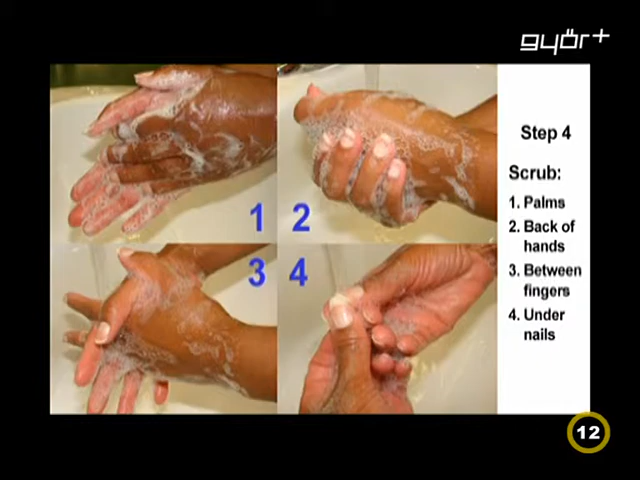 győr+
Step 4
Scrub:
1. Palms
2. Back of
hands
3. Between
fingers
4. Under
nails
1
2
3
4
12